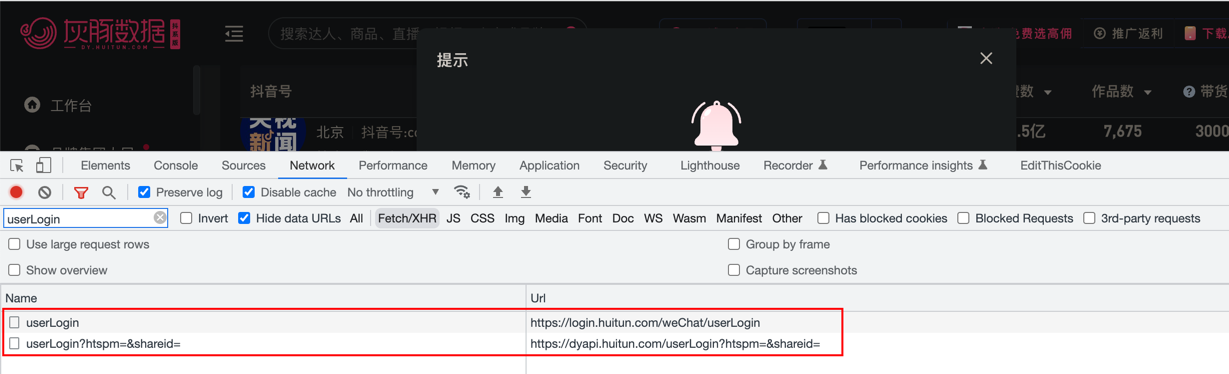 灰豚数据
抖音版
DY.HUITUN.COM
搜索达人、商品、直播
免费选高佣
推广返利
下载
提示
工作台
抖音号
作品数
带货
北京
抖音号:cc
.5亿
7,675
3000
Elements Console Sources Network Performance Memory Application Security Lighthouse Recorder Performance insights EditThisCookie
Preserve log Disable cache No throttling
userLogin Invert Hide data URLs All Fetch/XHR JS CSS Img Media Font Doc WS Wasm Manifest Other Has blocked cookies Blocked Requests 3rd-party requests
Use large request rows Group by frame
Show overview Capture screenshots
Name Url
userLogin https://login.huitun.com/weChat/userLogin
userLogin?htspm=&shareid= https://dyapi.huitun.com/userLogin?htspm=&shareid=